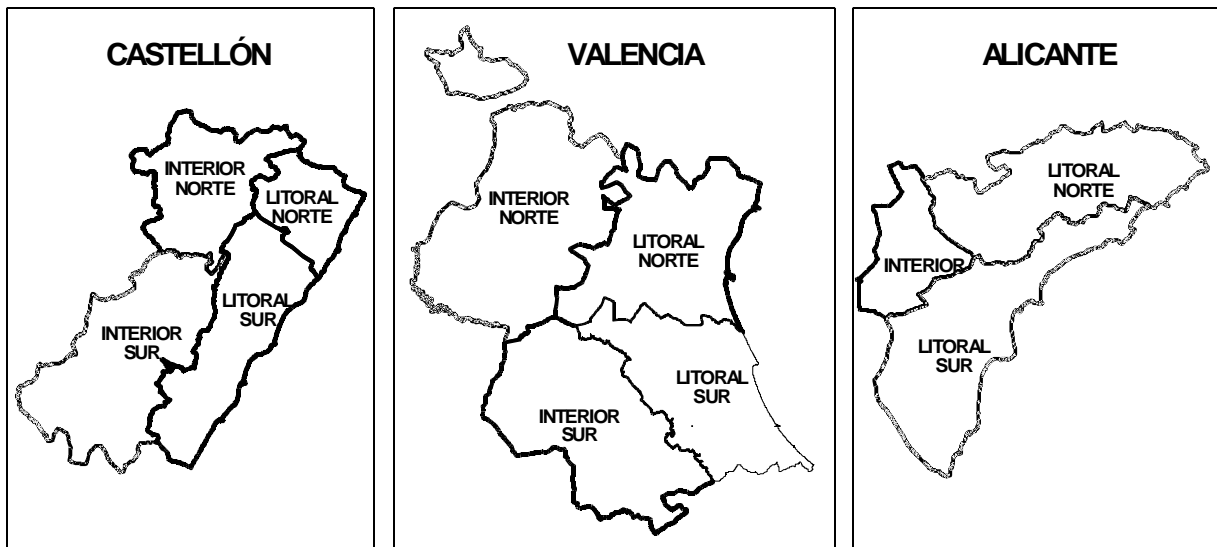 CASTELLÓN
INTERIOR
NORTE
LITORAL
NORTE
LITORAL
SUR
INTERIOR
SUR
VALENCIA
INTERIOR
NORTE
LITORAL
NORTE
LITORAL
SUR
INTERIOR
SUR
ALICANTE
LITORAL
NORTE
INTERIOR
LITORAL
SUR